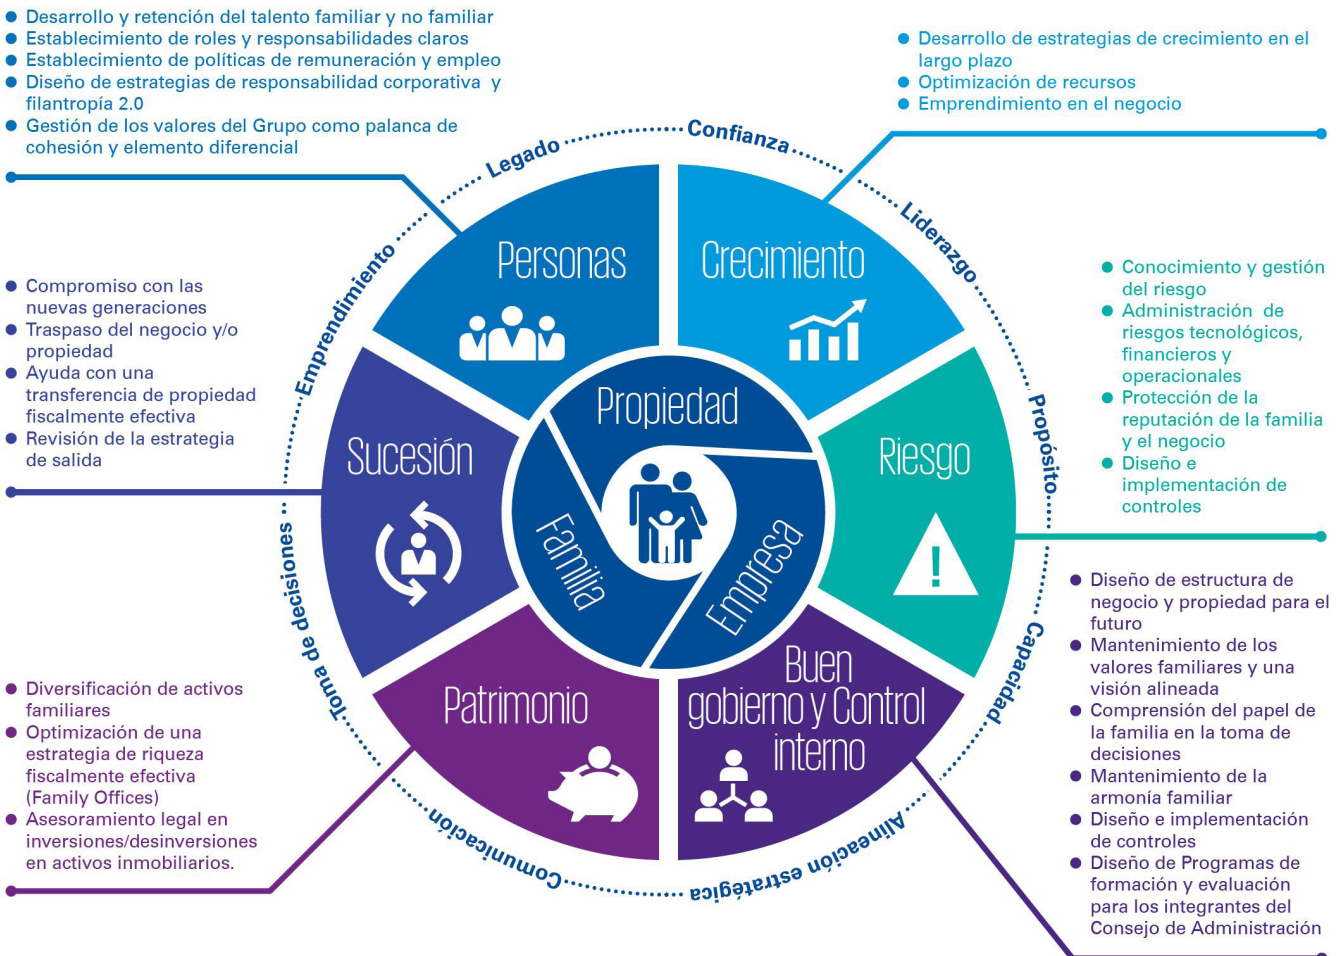 Desarrollo y retención del talento familiar y no familiar
Establecimiento de roles y responsabilidades claros
Establecimiento de políticas de remuneración y empleo
Diseño de estrategias de responsabilidad corporativa y
filantropía 2.0
Gestión de los valores del Grupo como palanca de
cohesión y elemento diferencial
Desarrollo de estrategias de crecimiento en el
largo plazo
Optimización de recursos
Emprendimiento en el negocio
Legado
Confianza
Liderazgo
Propósito
Capacidad
Alineación estratégica
Comunicación
Toma de decisiones
Emprendimiento
Personas
Crecimiento
Riesgo
Buen
gobierno y Control
interno
Patrimonio
Sucesión
Propiedad
Empresa
Familia
Compromiso con las
nuevas generaciones
Traspaso del negocio y/o
propiedad
Ayuda con una
transferencia de propiedad
fiscalmente efectiva
Revisión de la estrategia
de salida
Conocimiento y gestión
del riesgo
Administración de
riesgos tecnológicos,
financieros y
operacionales
Protección de la
reputación de la familia
y el negocio
Diseño e
implementación de
controles
Diversificación de activos
familiares
Optimización de una
estrategia de riqueza
fiscalmente efectiva
(Family Offices)
Asesoramiento legal en
inversiones/desinversiones
en activos inmobiliarios.
Diseño de estructura de
negocio y propiedad para el
futuro
Mantenimiento de los
valores familiares y una
visión alineada
Comprensión del papel de
la familia en la toma de
decisiones
Mantenimiento de la
armonía familiar
Diseño e implementación
de controles
Diseño de Programas de
formación y evaluación
para los integrantes del
Consejo de Administración